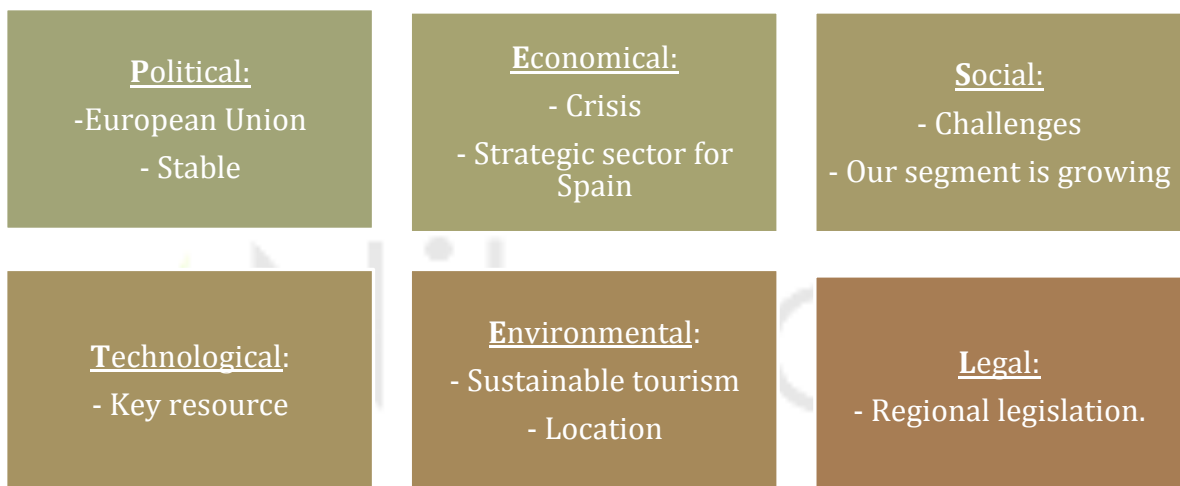 Political:
-European Union
- Stable
Economical:
- Crisis
- Strategic sector for
Spain
Social:
- Challenges
- Our segment is growing
Technological:
- Key resource
Environmental:
- Sustainable tourism
- Location
Legal:
- Regional legislation.